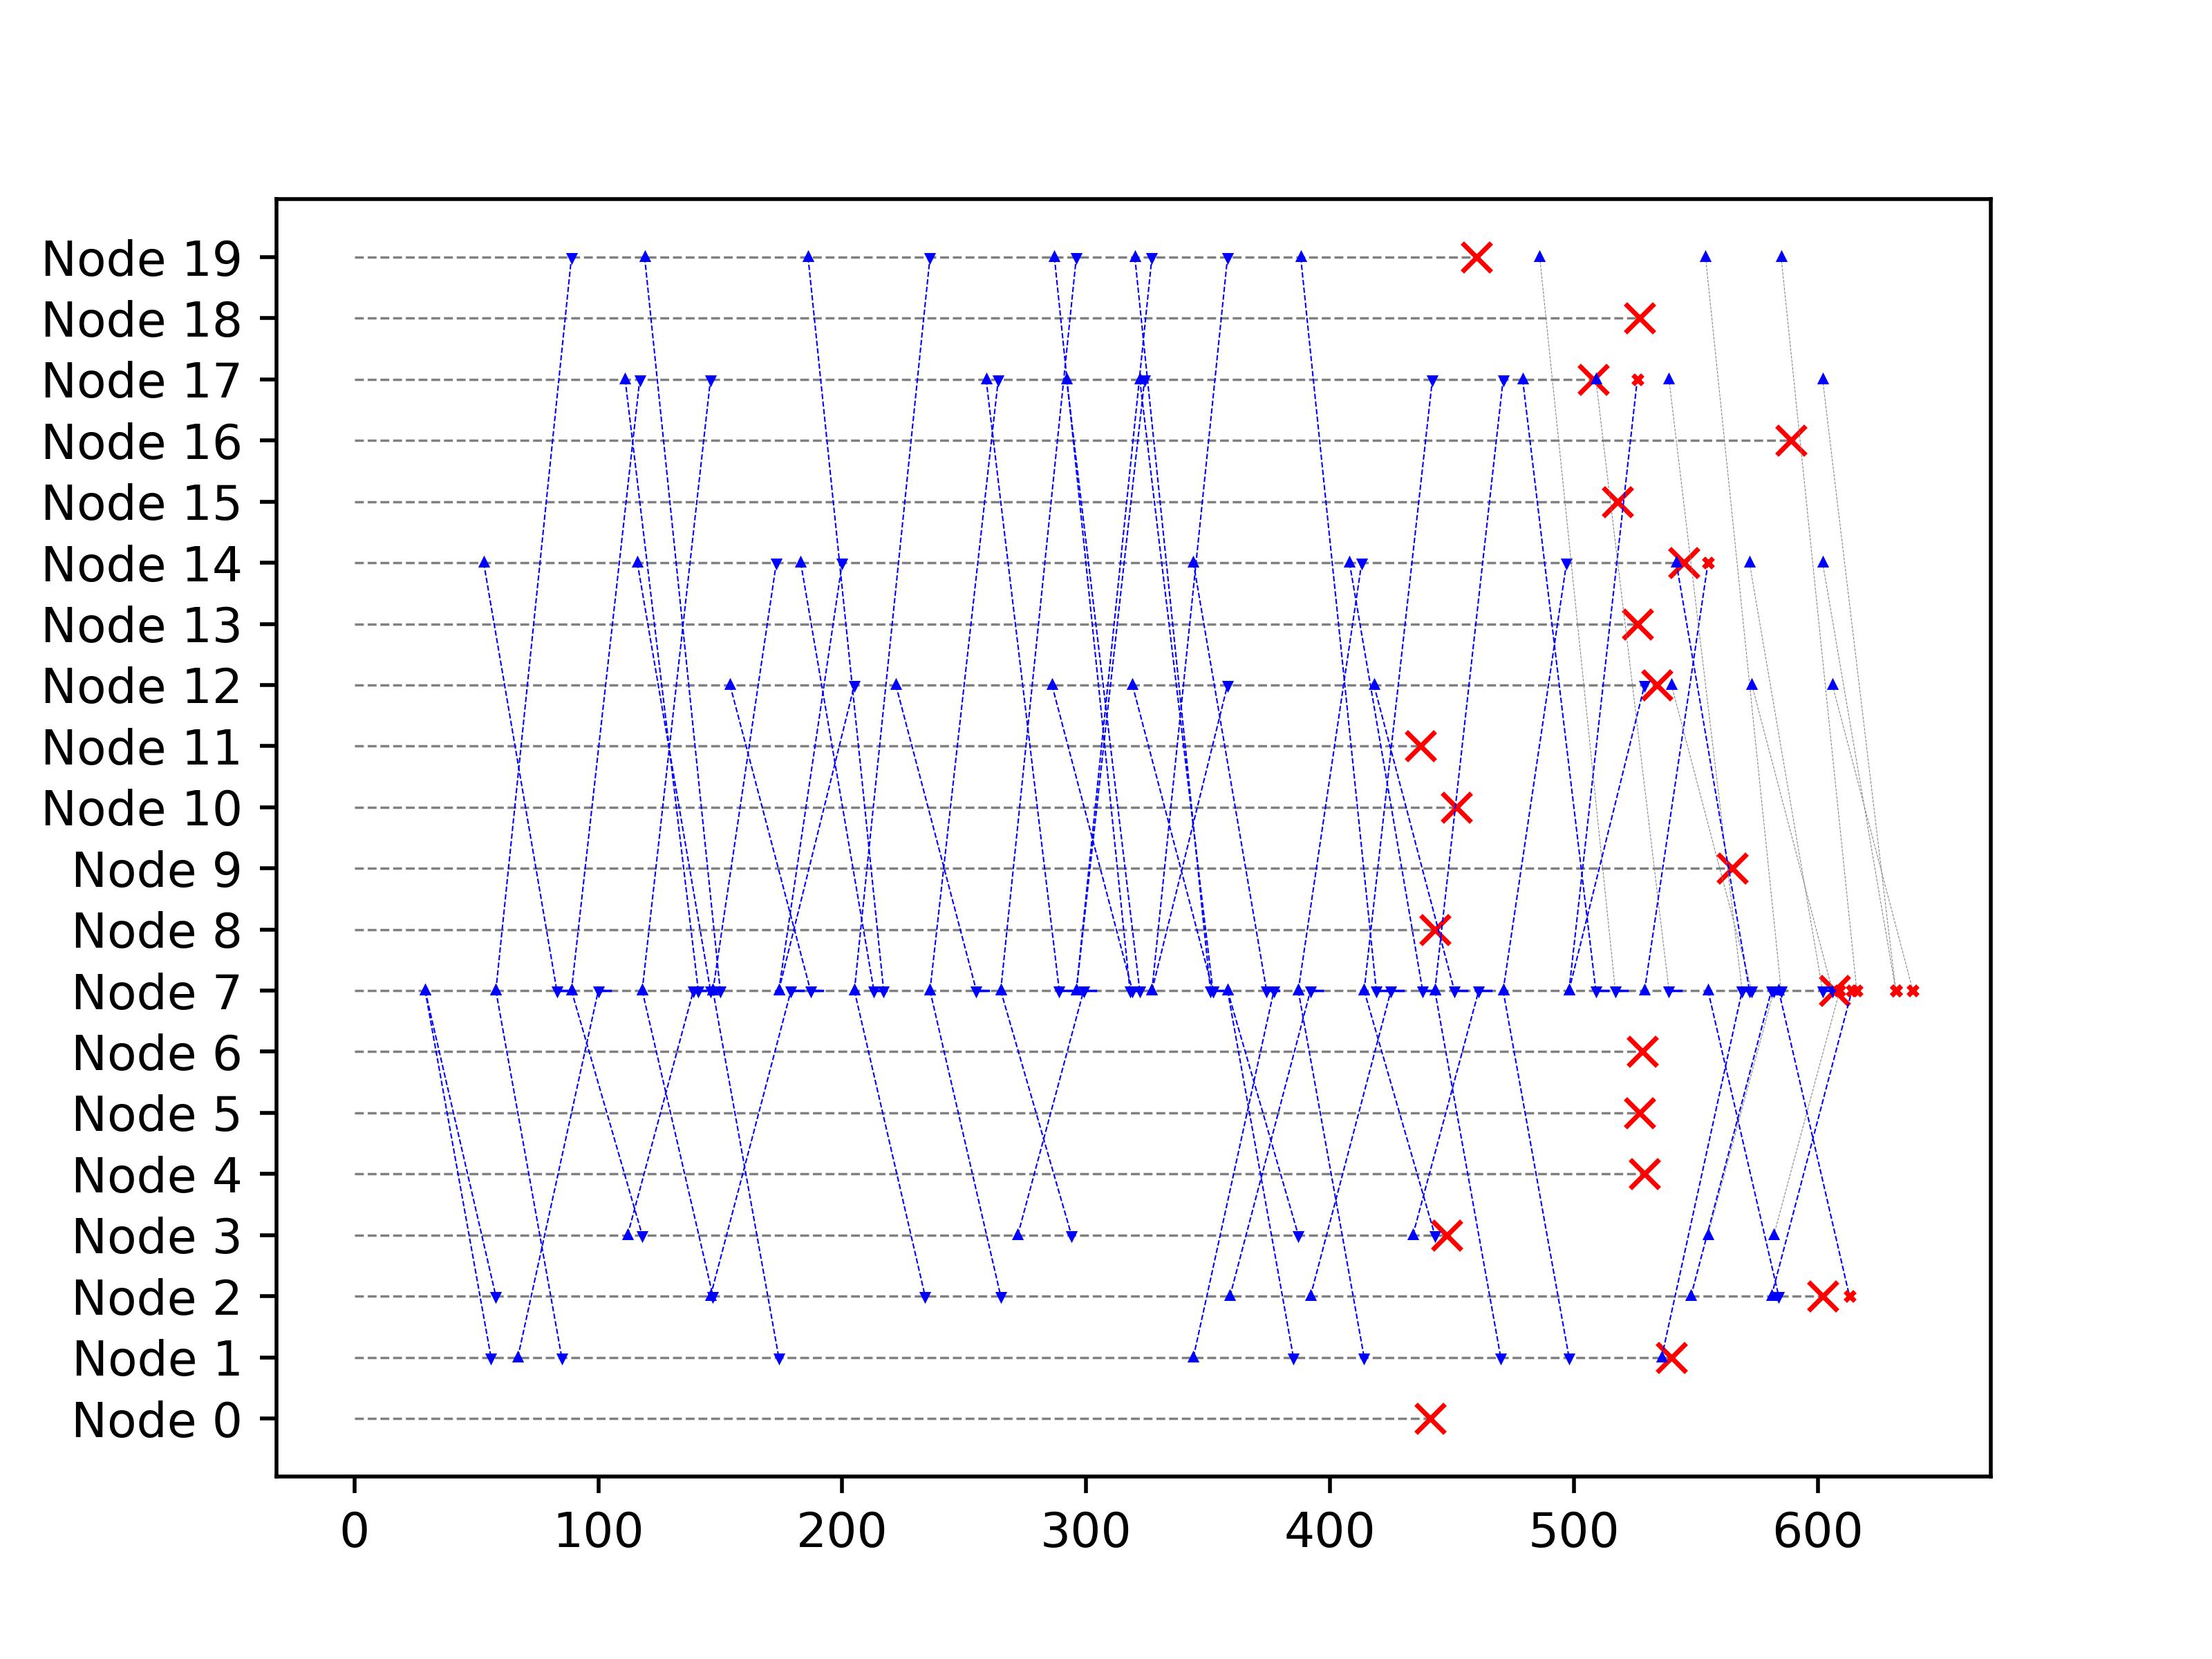 Node 19
Node 18
Node 17
Node 16
Node 15
Node 14
Node 13
Node 12
Node 11
Node 10
Node 9
Node 8
Node 7
Node 6
Node 5
Node 4
Node 3
Node 2
Node 1
Node 0
0 100 200 300 400 500 600